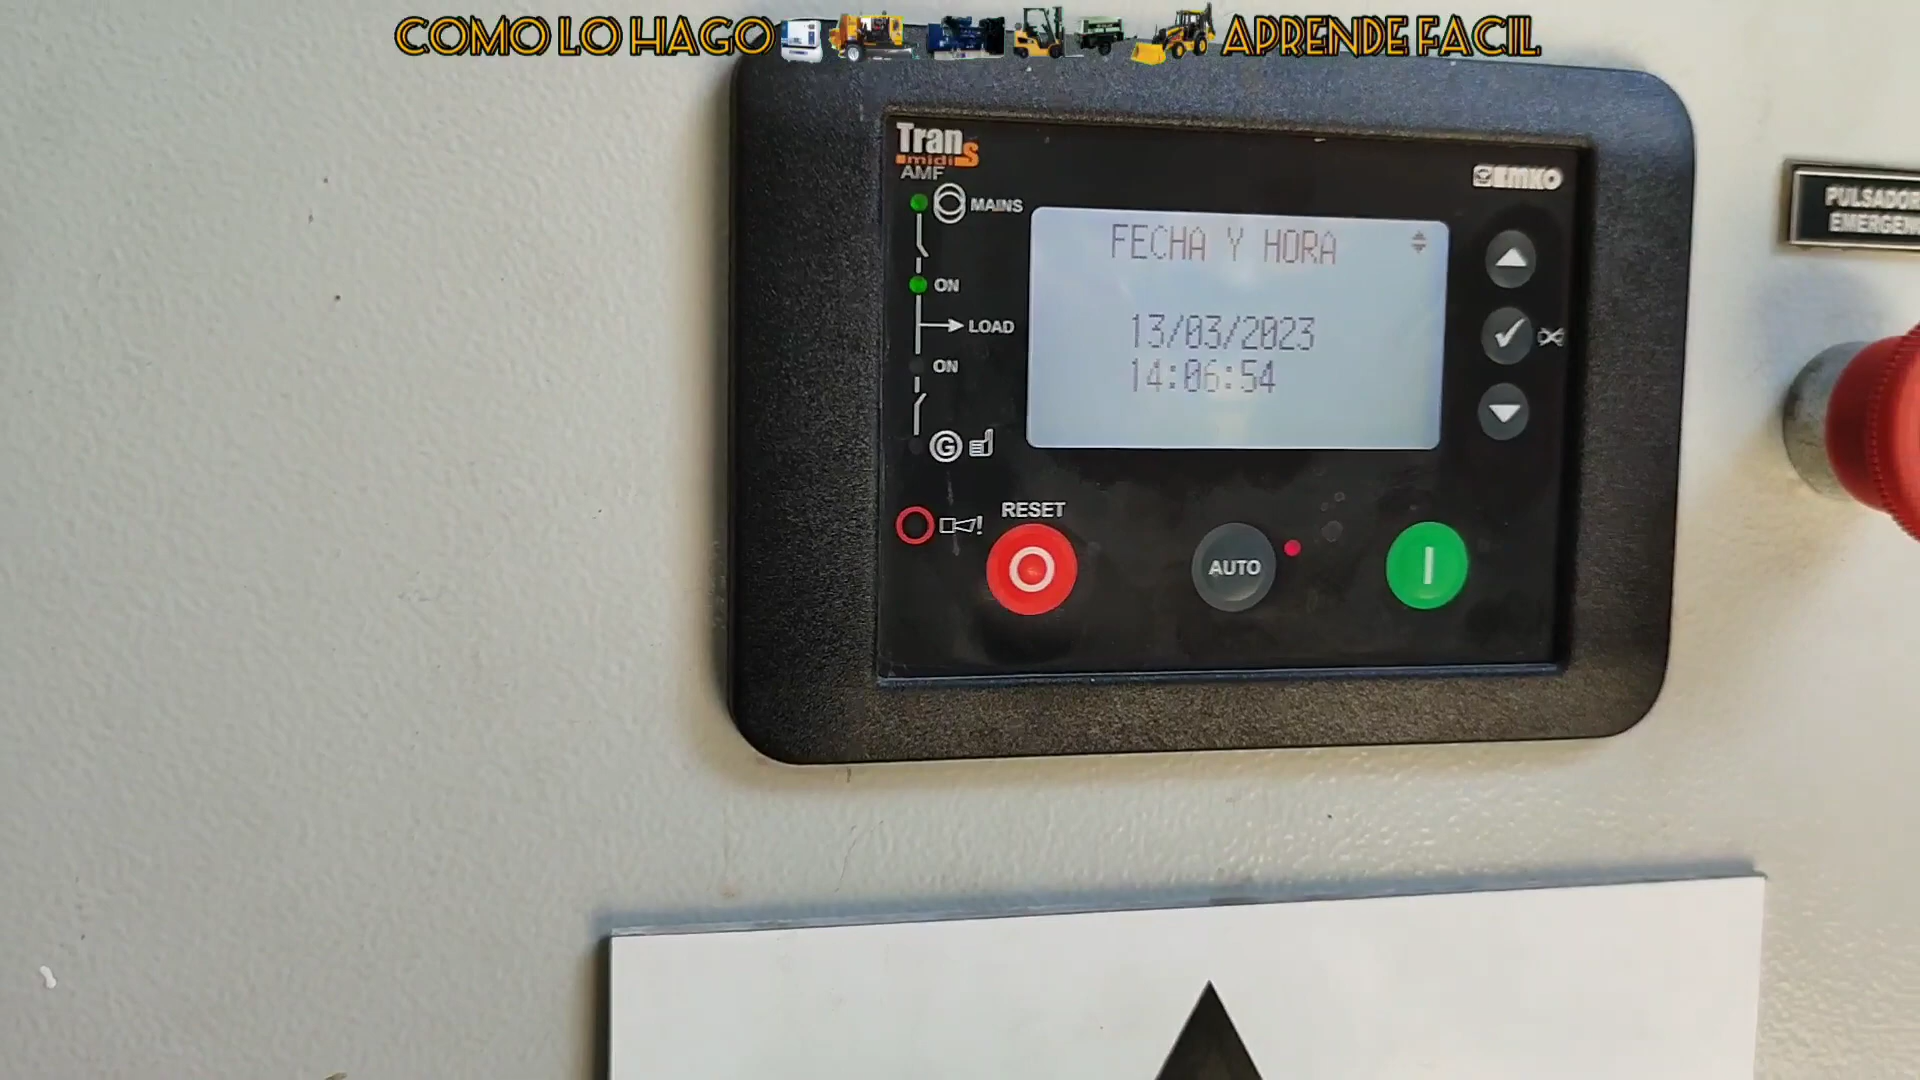 COMO LO HAGO APRENDE FACIL
Trans
midi
AMF
EMKO
MAINS
ON
LOAD
ON
G
FECHA Y HORA
13/03/2023
14:06:54
RESET
AUTO
PULSADOR